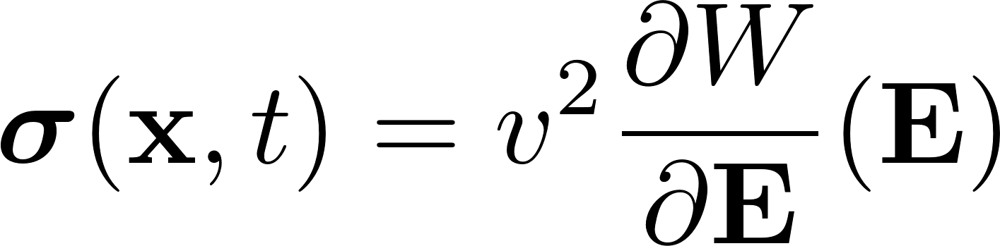 𝛔(𝐱, t) = v² ∂W/∂𝐄 (𝐄)